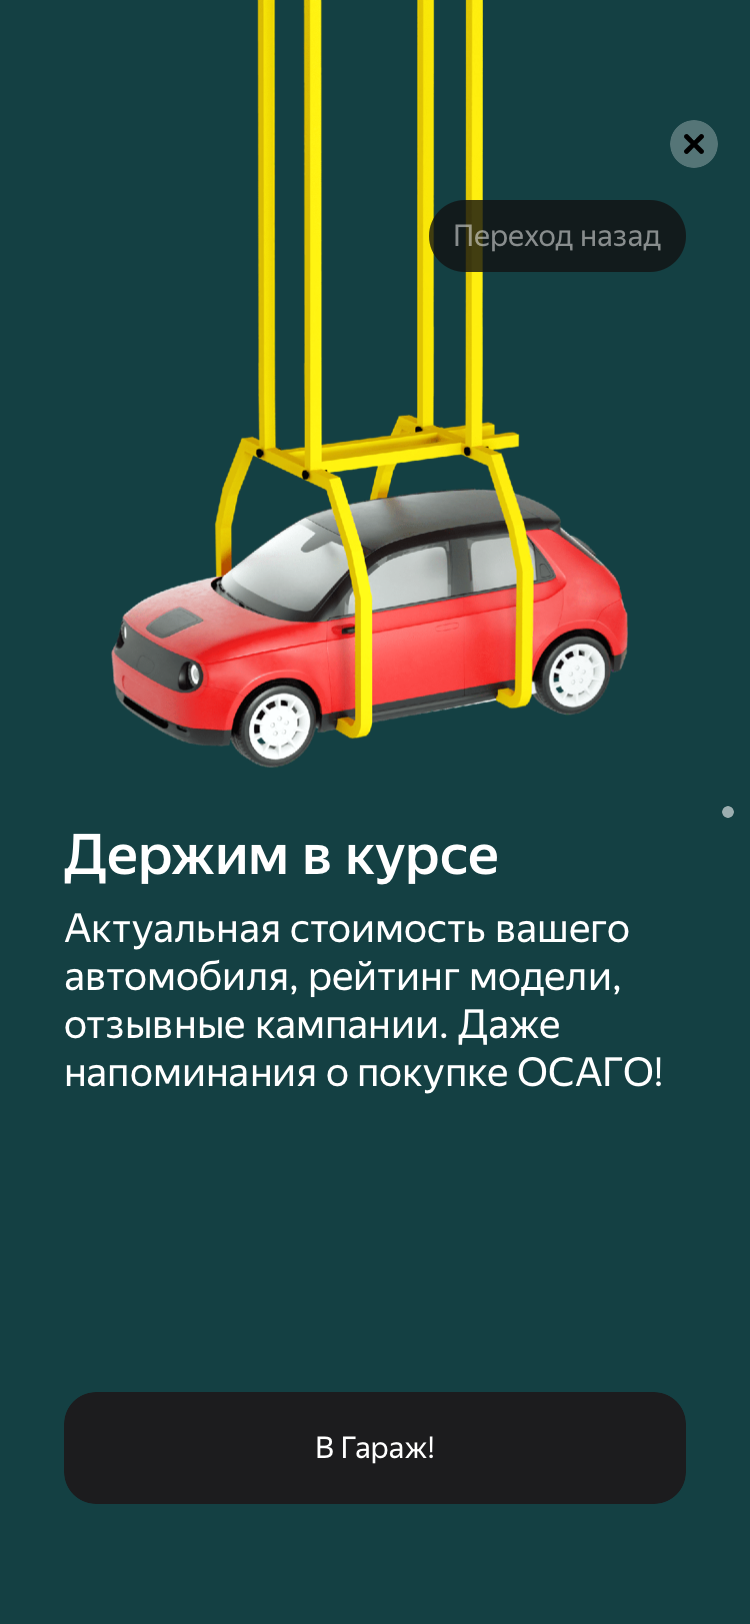 Переход назад
Держим в курсе
Актуальная стоимость вашего
автомобиля, рейтинг модели,
отзывные кампании. Даже
напоминания о покупке ОСАГО!
В Гараж!